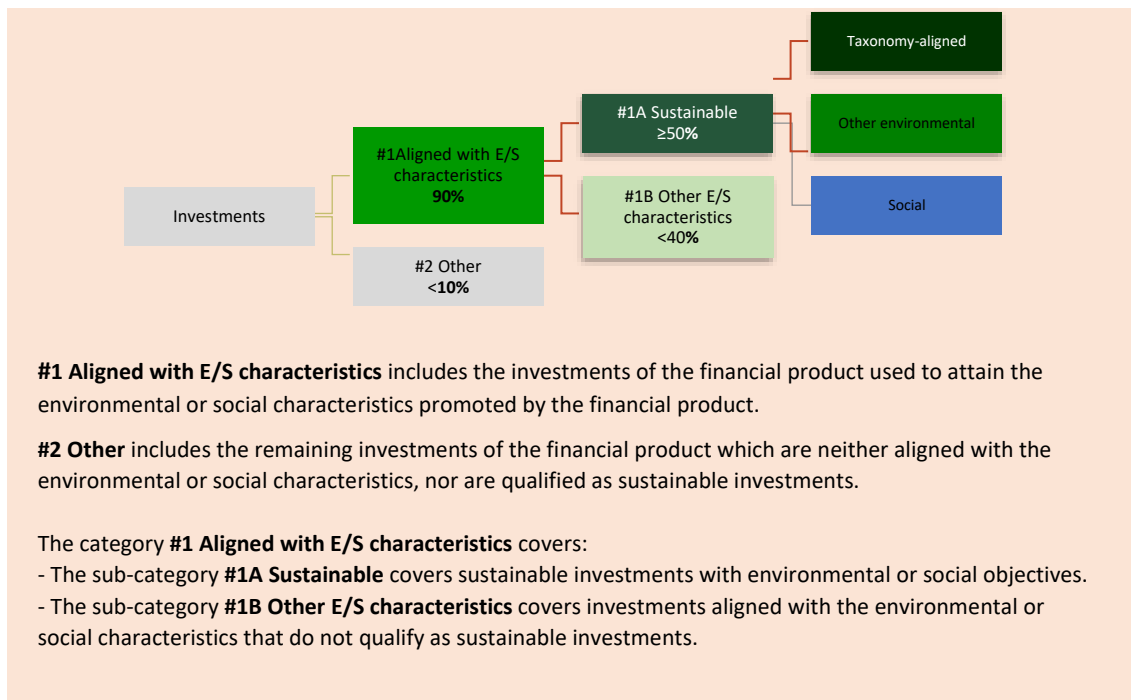 Taxonomy-aligned
#1A Sustainable
≥50%
Other environmental
#1Aligned with E/S
characteristics
90%
#1B Other E/S
characteristics
<40%
Social
Investments
#2 Other
<10%
#1 Aligned with E/S characteristics includes the investments of the financial product used to attain the
environmental or social characteristics promoted by the financial product.
#2 Other includes the remaining investments of the financial product which are neither aligned with the
environmental or social characteristics, nor are qualified as sustainable investments.
The category #1 Aligned with E/S characteristics covers:
- The sub-category #1A Sustainable covers sustainable investments with environmental or social objectives.
- The sub-category #1B Other E/S characteristics covers investments aligned with the environmental or
social characteristics that do not qualify as sustainable investments.